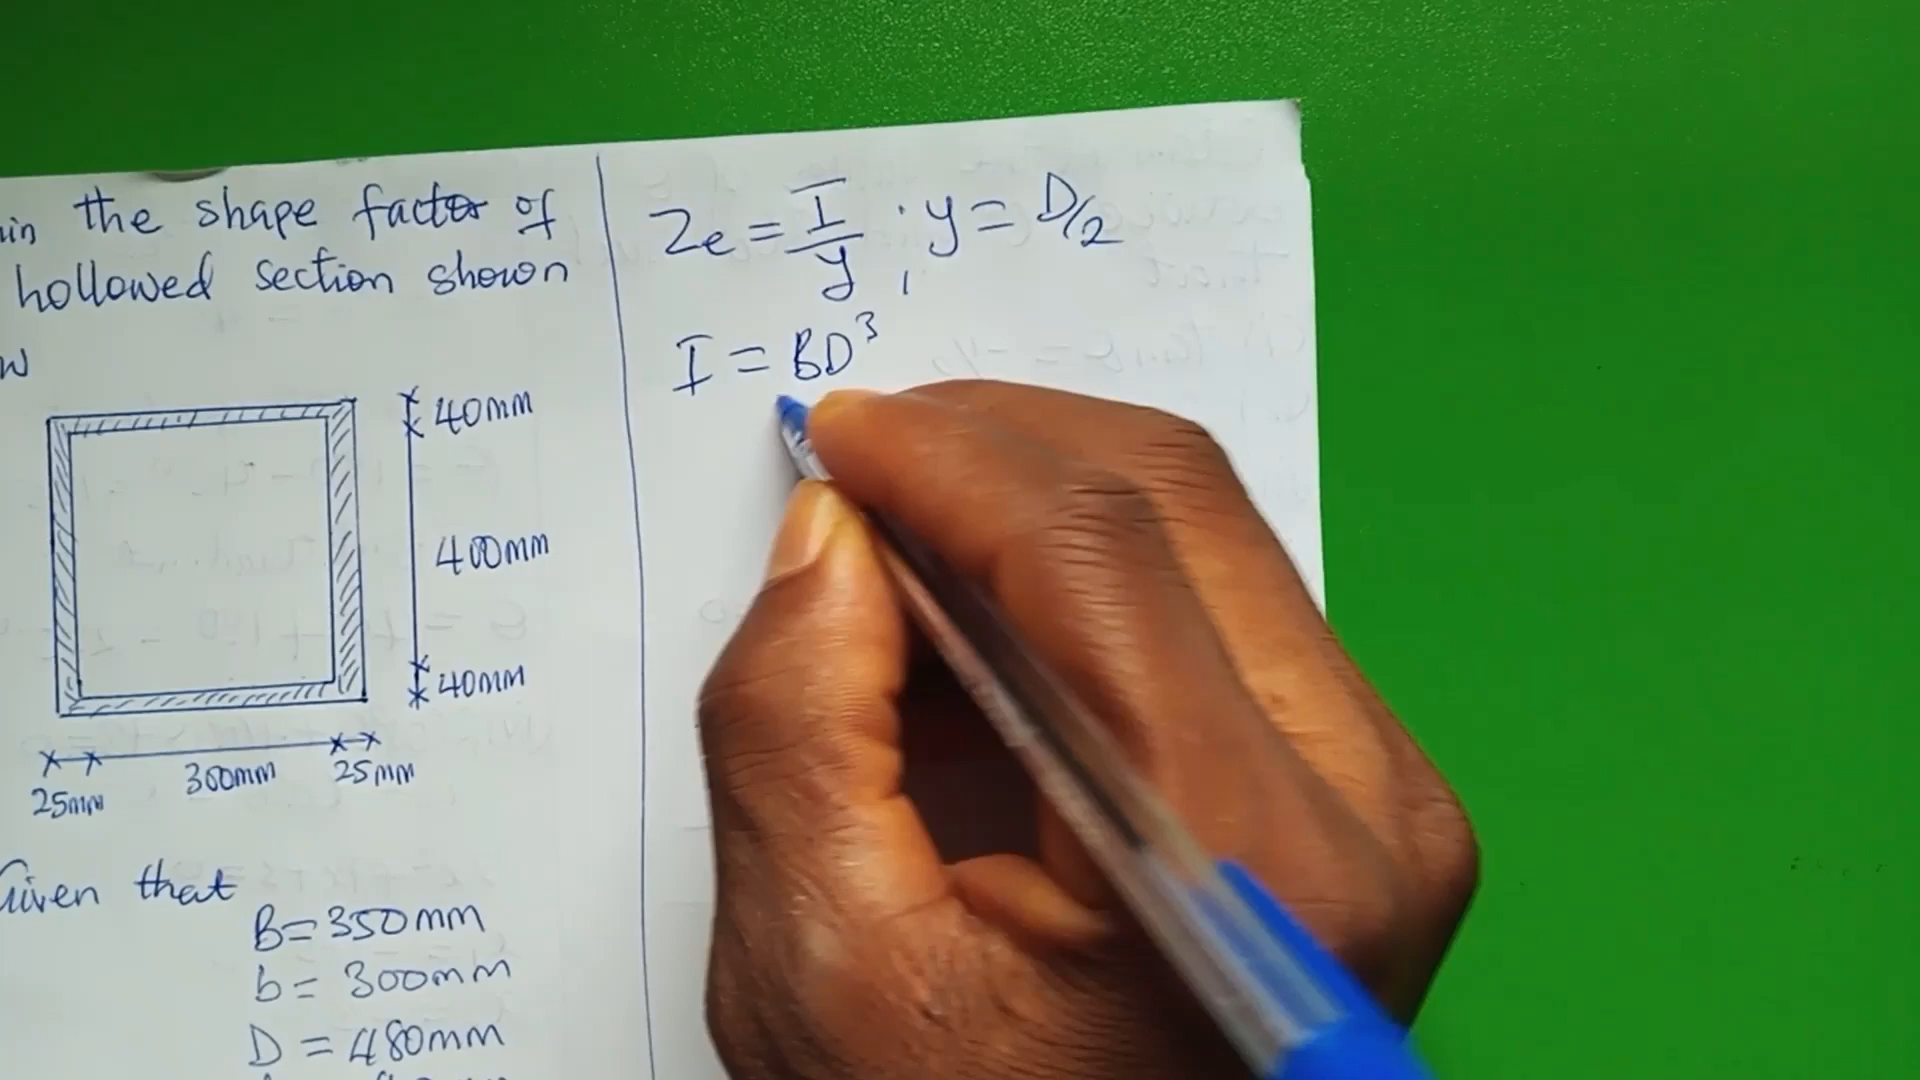 the shape factor of
hollowed section shown
40mm
400mm
40mm
300mm
25mm
25mm
Given that
B=350mm
b= 300mm
D = 480mm
Ze = I/y ; y = D/2
I = BD³